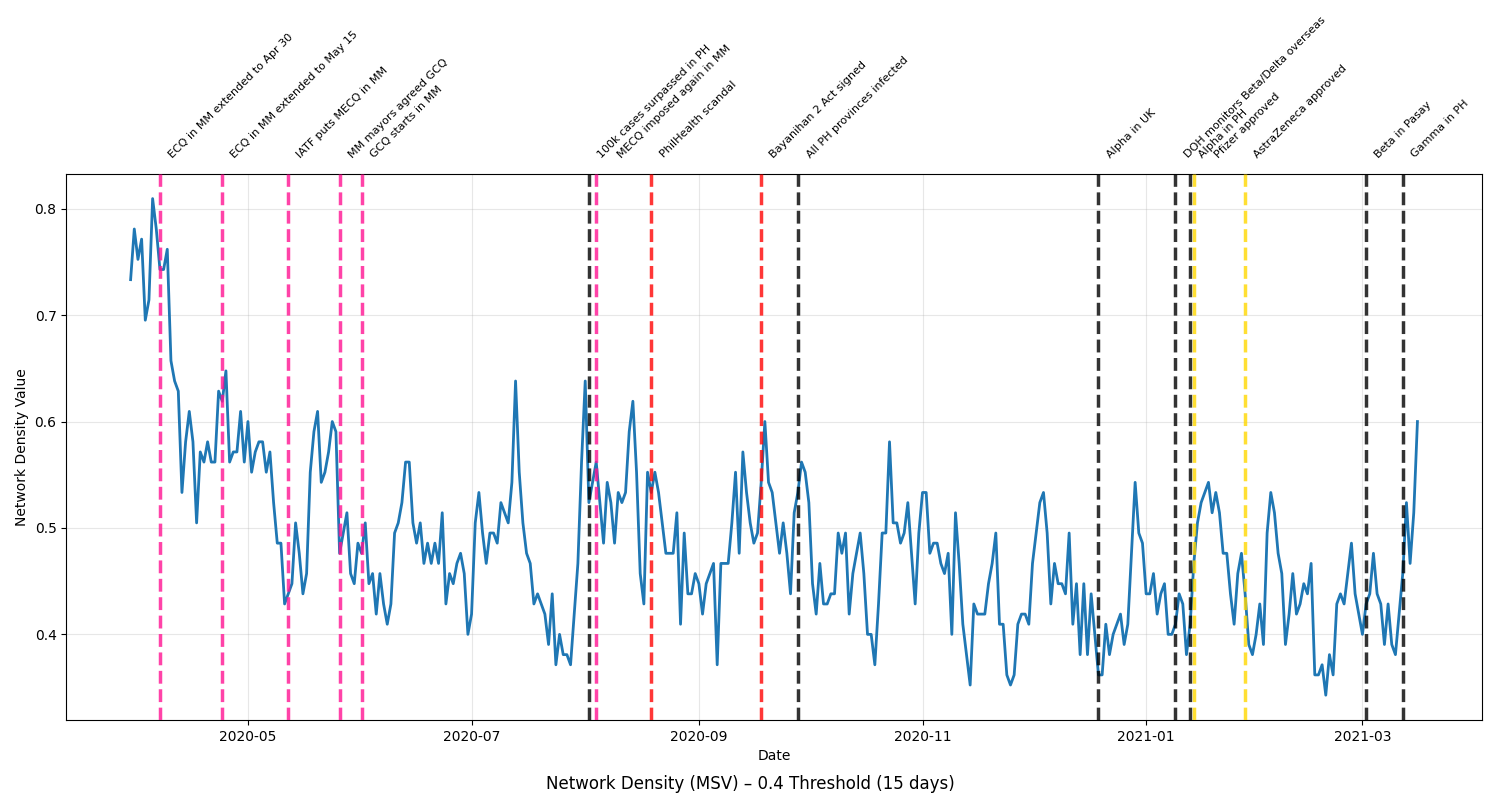 ECQ in MM extended to Apr 30
ECQ in MM extended to May 15
IATF puts MECQ in MM
MM mayors agreed GCQ
GCQ starts in MM
100k cases surpassed in PH
MECQ imposed again in MM
PhilHealth scandal
Bayanihan 2 Act signed
All PH provinces infected
Alpha in UK
DOH monitors Beta/Delta overseas
Alpha in PH
Pfizer approved
AstraZeneca approved
Beta in Pasay
Gamma in PH
0.8
0.7
0.6
0.5
0.4
Network Density Value
2020-05
2020-07
2020-09
2020-11
2021-01
2021-03
Date
Network Density (MSV) – 0.4 Threshold (15 days)